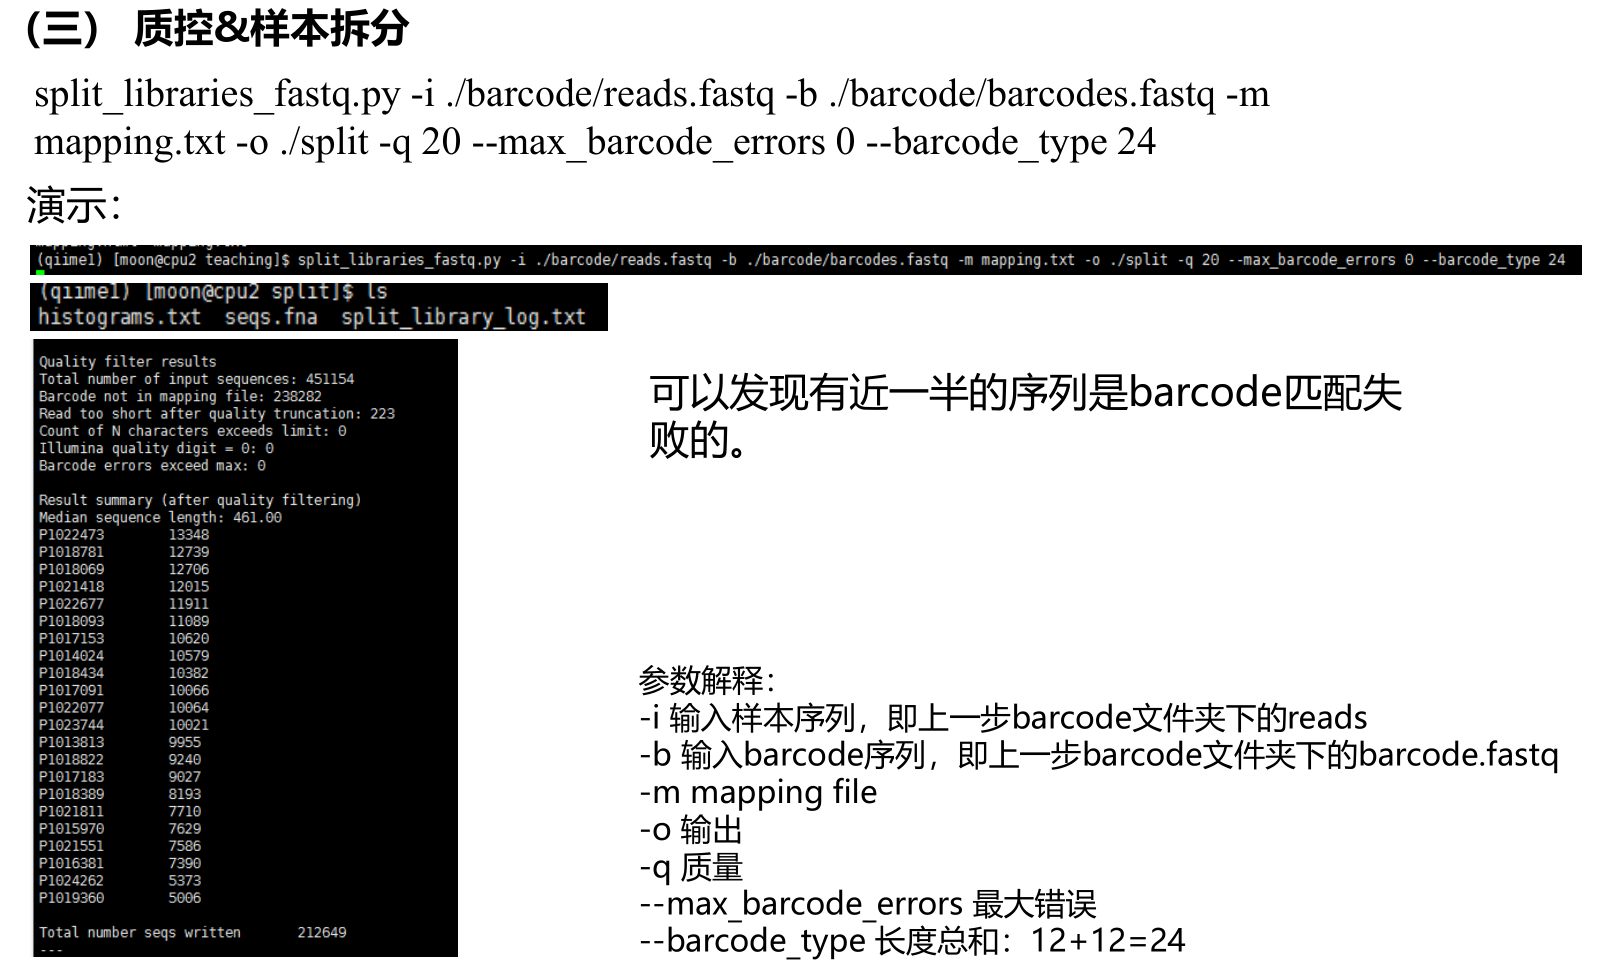 (三) 质控&样本拆分
split_libraries_fastq.py -i ./barcode/reads.fastq -b ./barcode/barcodes.fastq -m
mapping.txt -o ./split -q 20 --max_barcode_errors 0 --barcode_type 24
演示：
(qiime1) [moon@cpu2 teaching]$ split_libraries_fastq.py -i ./barcode/reads.fastq -b ./barcode/barcodes.fastq -m mapping.txt -o ./split -q 20 --max_barcode_errors 0 --barcode_type 24
(qiime1) [moon@cpu2 split]$ ls
histograms.txt seqs.fna split_library_log.txt
Quality filter results
Total number of input sequences: 451154
Barcode not in mapping file: 238282
Read too short after quality truncation: 223
Count of N characters exceeds limit: 0
Illumina quality digit = 0: 0
Barcode errors exceed max: 0
Result summary (after quality filtering)
Median sequence length: 461.00
P1022473 13348
P1018781 12739
P1018069 12706
P1021418 12015
P1022677 11911
P1018093 11089
P1017153 10620
P1014024 10579
P1018434 10382
P1017091 10066
P1022077 10064
P1023744 10021
P1013813 9955
P1018822 9240
P1017183 9027
P1018389 8193
P1021811 7710
P1015970 7629
P1021551 7586
P1016381 7390
P1024262 5373
P1019360 5006
Total number seqs written 212649
---
可以发现有近一半的序列是barcode匹配失
败的。
参数解释：
-i 输入样本序列，即上一步barcode文件夹下的reads
-b 输入barcode序列，即上一步barcode文件夹下的barcode.fastq
-m mapping file
-o 输出
-q 质量
--max_barcode_errors 最大错误
--barcode_type 长度总和：12+12=24